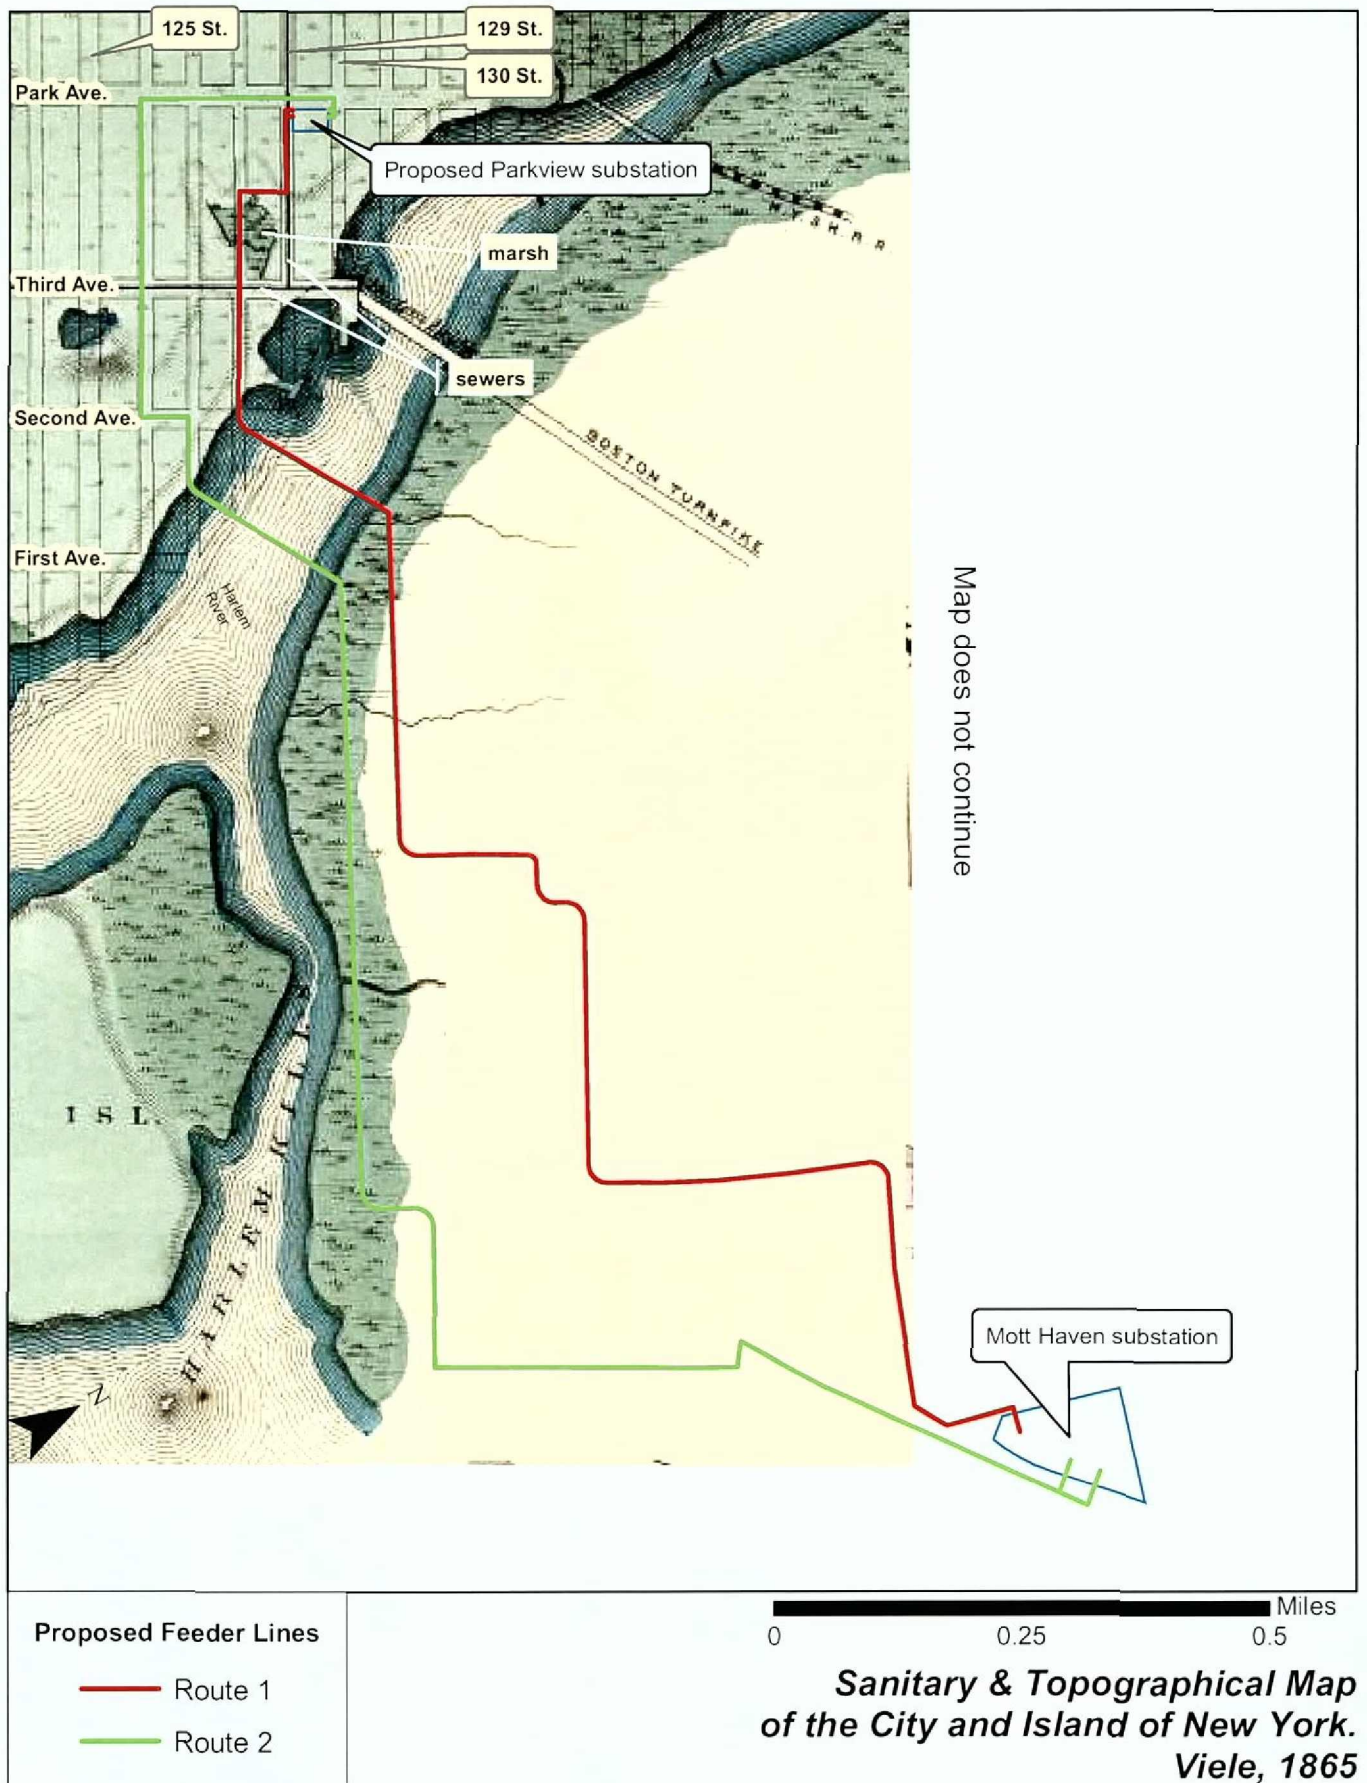 125 St.
129 St.
130 St.
Park Ave.
Proposed Parkview substation
marsh
Third Ave.
sewers
Second Ave.
BOSTON TURNPIKE
First Ave.
Harlem
River
Map does not continue
ISL.
HARLEM KILLS
Mott Haven substation
N
Proposed Feeder Lines
Route 1
Route 2
Miles
0 0.25 0.5
Sanitary & Topographical Map
of the City and Island of New York.
Viele, 1865